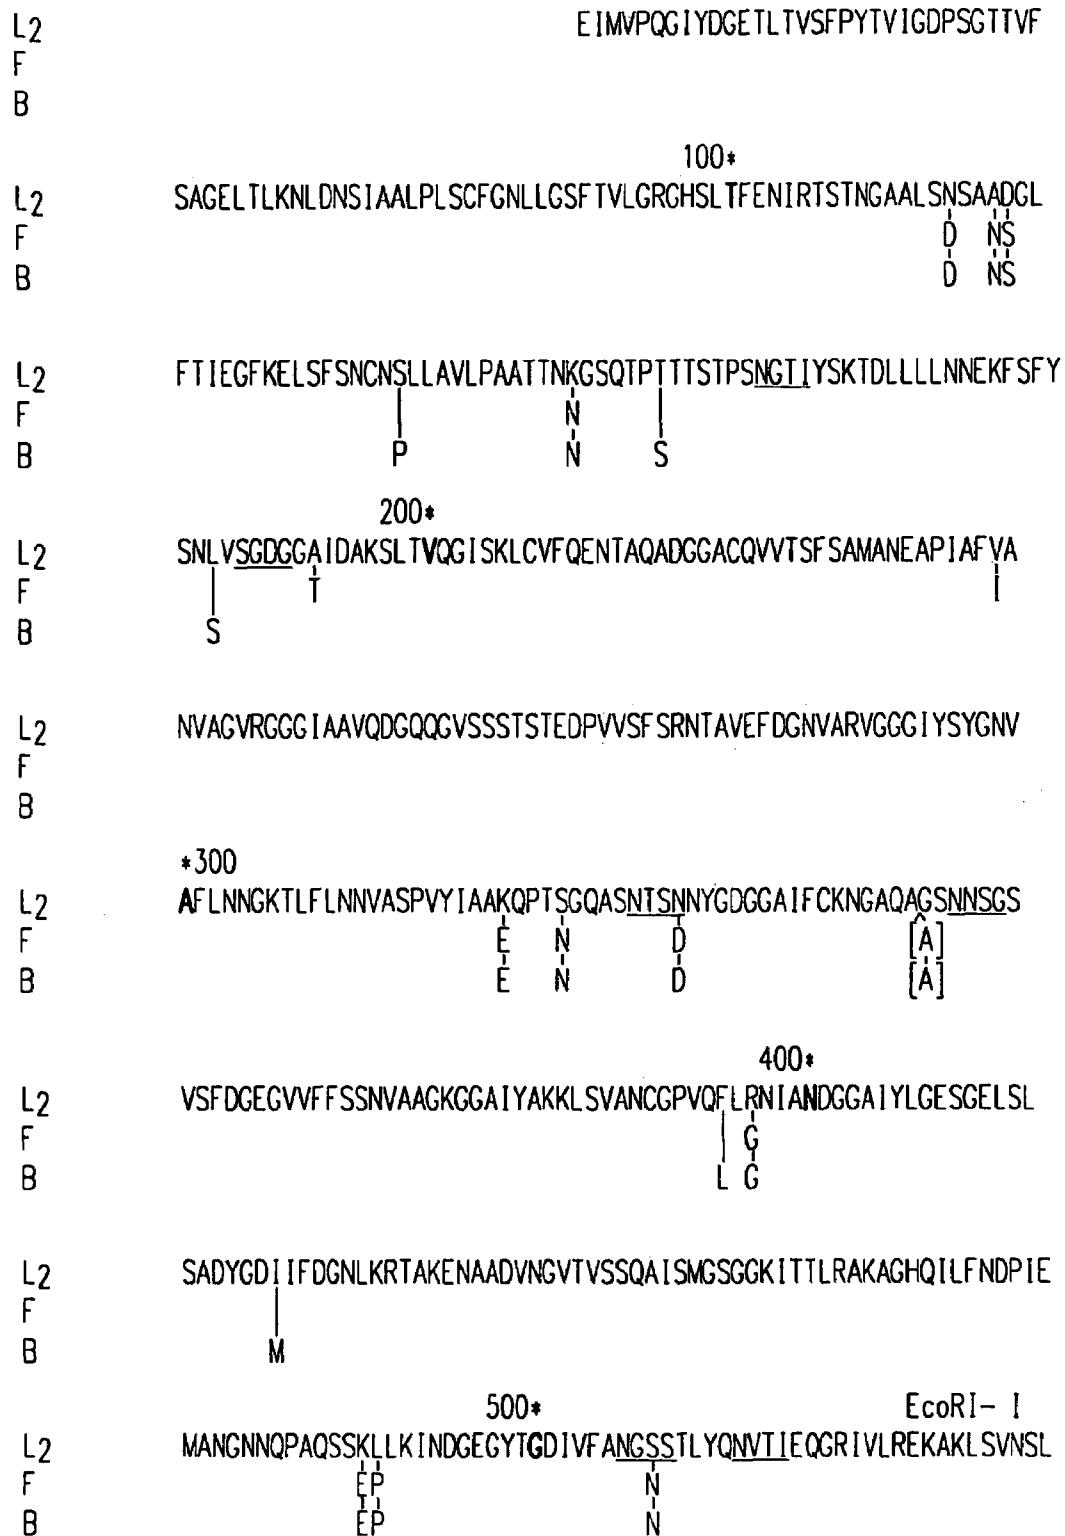 L2 EIMVPQGIYDGETLTVSFPYTVIGDPSGTTVF
F
B
100*
L2 SAGELTLKNLDNSIAALPLSCFGNLLGSFTVLGRGHSLTFENIRTSTNGAALSNSAADGL
F D NS
B D NS
L2 FTIEGFKELSFSNCNSLLAVLPAATTNKGSQTPTTTSTPSNGTIYSKTDLLLLNNEKFSFY
F N
B P N S
200*
L2 SNLVSGDGGAIDAKSLTVQGISKLCVFQENTAQADGGACQVVTSFSAMANEAPIAFVA
F T I
B S
L2 NVAGVRGGGIAAVQDGQQGVSSSTSTEDPVVSFSRNTAVEFDGNVARVGGGIYSYGNV
F
B
*300
L2 AFLNNGKTLFLNNVASPVYIAAKQPTSGQASNTSNNYGDGGAIFCKNGAQAGSNNSGS
F E N D [A]
B E N D [A]
400*
L2 VSFDGEGVVFFSSNVAAGKGGAIYAKKLSVANCGPVQFLRNIANDGGAIYLGESGELSL
F G
B L G
L2 SADYGDIIFDGNLKRTAKENAADVNGVTVSSQAISMGSGGKITTLRAKAGHQILFNDPIE
F
B M
500* EcoRI- I
L2 MANGNNQPAQSSKLLKINDGEGYTGDIVFANGSSTLYQNVTIEQGRIVLREKAKLSVNSL
F EP N
B EP N